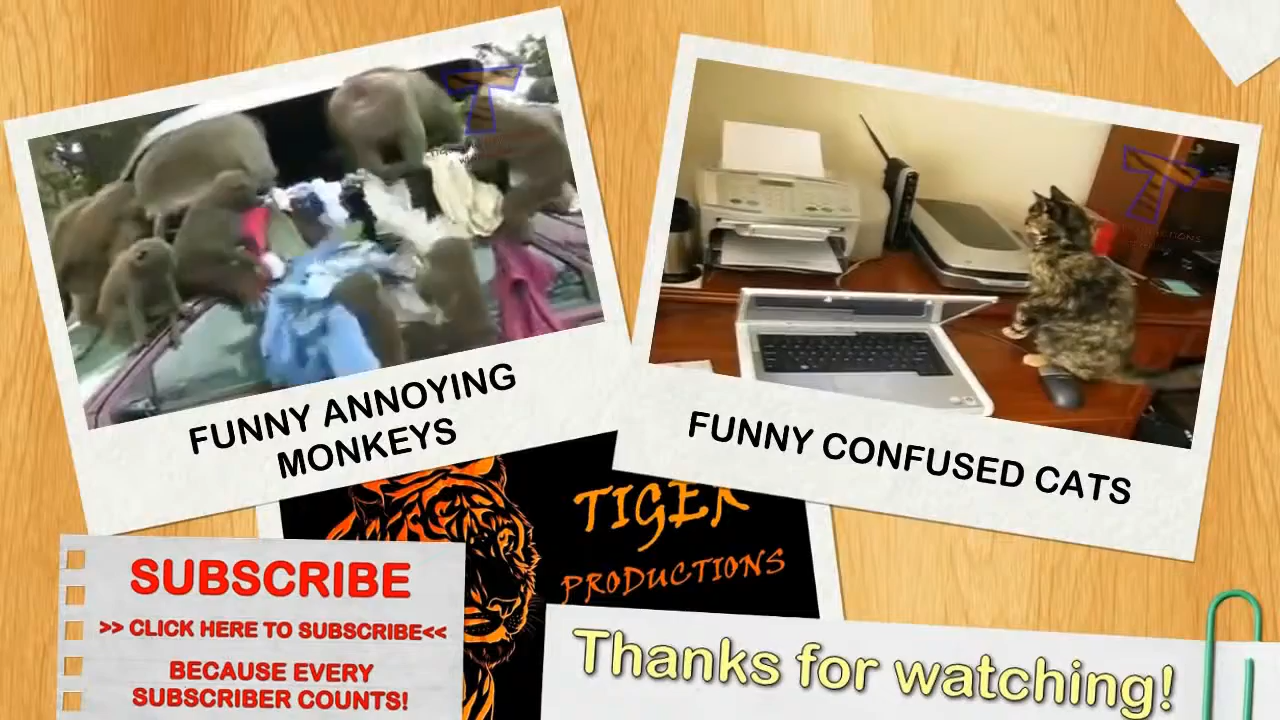 FUNNY ANNOYING
MONKEYS
FUNNY CONFUSED CATS
TIGER
PRODUCTIONS
SUBSCRIBE
>> CLICK HERE TO SUBSCRIBE<<
BECAUSE EVERY
SUBSCRIBER COUNTS!
Thanks for watching!